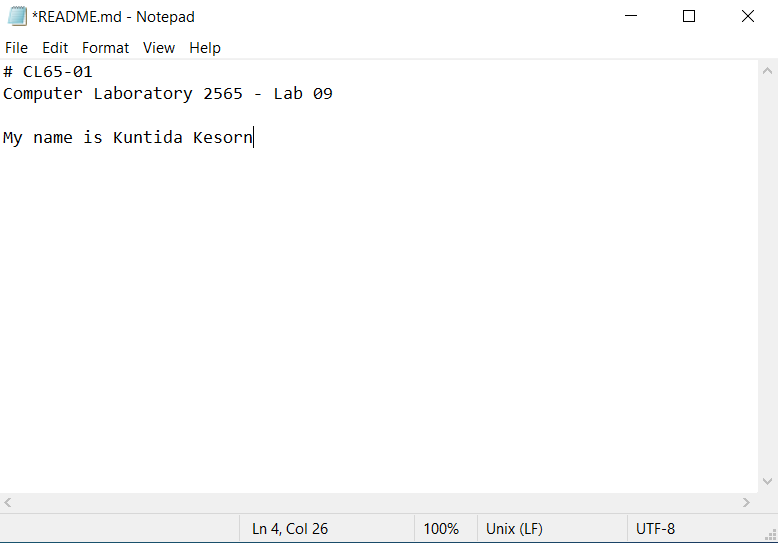 *README.md - Notepad
File Edit Format View Help
# CL65-01
Computer Laboratory 2565 - Lab 09
My name is Kuntida Kesorn
Ln 4, Col 26 100% Unix (LF) UTF-8